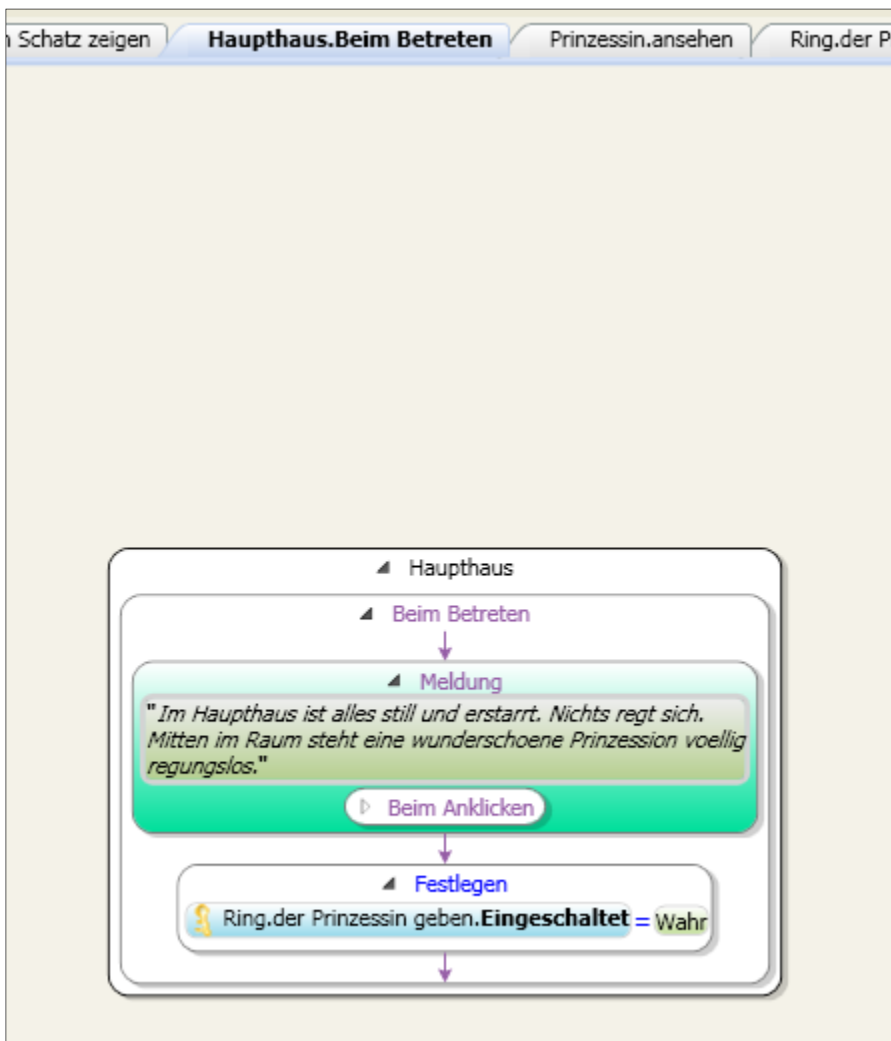 n Schatz zeigen Haupthaus.Beim Betreten Prinzessin.ansehen Ring.der P
Haupthaus
Beim Betreten
Meldung
"Im Haupthaus ist alles still und erstarrt. Nichts regt sich.
Mitten im Raum steht eine wunderschoene Prinzession voellig
regungslos."
Beim Anklicken
Festlegen
Ring.der Prinzessin geben.Eingeschaltet = Wahr